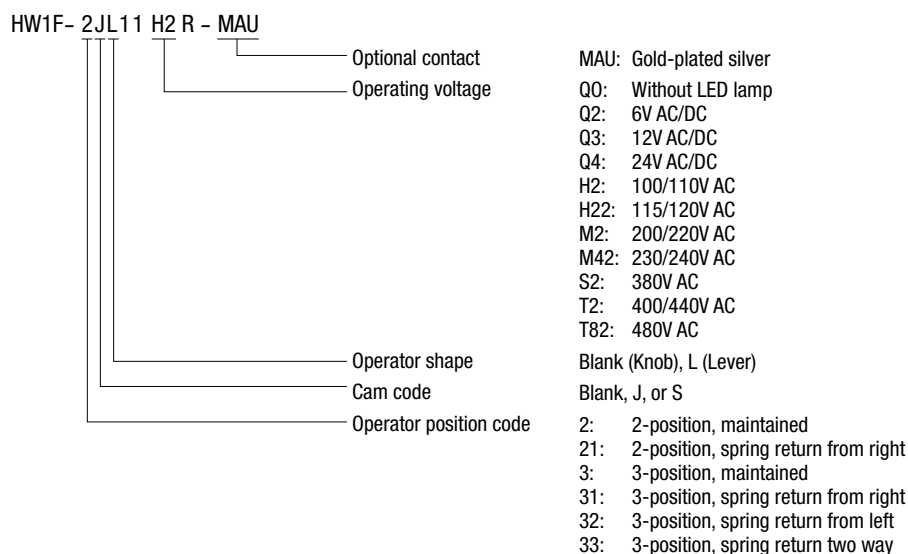 HW1F- 2JL11 H2 R - MAU
Optional contact MAU: Gold-plated silver
Operating voltage Q0: Without LED lamp
Q2: 6V AC/DC
Q3: 12V AC/DC
Q4: 24V AC/DC
H2: 100/110V AC
H22: 115/120V AC
M2: 200/220V AC
M42: 230/240V AC
S2: 380V AC
T2: 400/440V AC
T82: 480V AC
Operator shape Blank (Knob), L (Lever)
Cam code Blank, J, or S
Operator position code 2: 2-position, maintained
21: 2-position, spring return from right
3: 3-position, maintained
31: 3-position, spring return from right
32: 3-position, spring return from left
33: 3-position, spring return two way